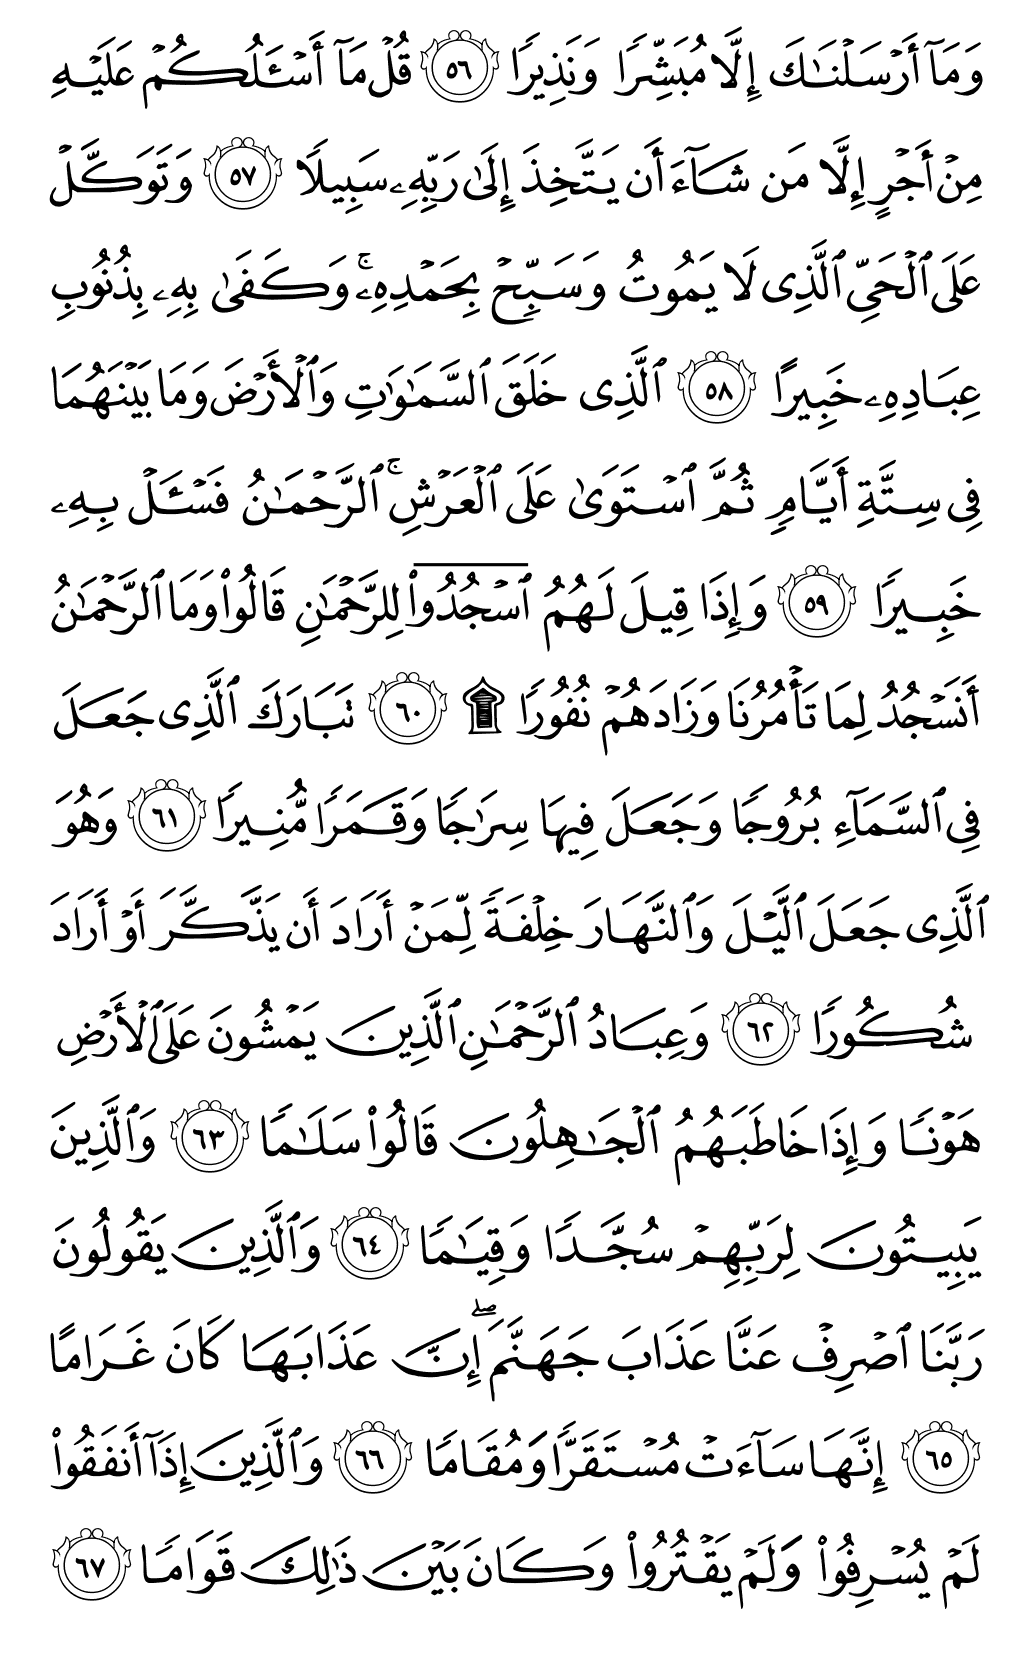 وَمَآ أَرْسَلْنَـٰكَ إِلَّا مُبَشِّرًا وَنَذِيرًا ٥٦ قُلْ مَآ أَسْـَٔلُكُمْ عَلَيْهِ
مِنْ أَجْرٍ إِلَّا مَن شَآءَ أَن يَتَّخِذَ إِلَىٰ رَبِّهِۦ سَبِيلًا ٥٧ وَتَوَكَّلْ
عَلَى ٱلْحَىِّ ٱلَّذِى لَا يَمُوتُ وَسَبِّحْ بِحَمْدِهِۦ ۚ وَكَفَىٰ بِهِۦ بِذُنُوبِ
عِبَادِهِۦ خَبِيرًا ٥٨ ٱلَّذِى خَلَقَ ٱلسَّمَـٰوَٰتِ وَٱلْأَرْضَ وَمَا بَيْنَهُمَا
فِى سِتَّةِ أَيَّامٍ ثُمَّ ٱسْتَوَىٰ عَلَى ٱلْعَرْشِ ۚ ٱلرَّحْمَـٰنُ فَسْـَٔلْ بِهِۦ
خَبِيرًا ٥٩ وَإِذَا قِيلَ لَهُمُ ٱسْجُدُوا۟ لِلرَّحْمَـٰنِ قَالُوا۟ وَمَا ٱلرَّحْمَـٰنُ
أَنَسْجُدُ لِمَا تَأْمُرُنَا وَزَادَهُمْ نُفُورًا ۩ ٦٠ تَبَارَكَ ٱلَّذِى جَعَلَ
فِى ٱلسَّمَآءِ بُرُوجًا وَجَعَلَ فِيهَا سِرَٰجًا وَقَمَرًا مُّنِيرًا ٦١ وَهُوَ
ٱلَّذِى جَعَلَ ٱلَّيْلَ وَٱلنَّهَارَ خِلْفَةً لِّمَنْ أَرَادَ أَن يَذَّكَّرَ أَوْ أَرَادَ
شُكُورًا ٦٢ وَعِبَادُ ٱلرَّحْمَـٰنِ ٱلَّذِينَ يَمْشُونَ عَلَى ٱلْأَرْضِ
هَوْنًا وَإِذَا خَاطَبَهُمُ ٱلْجَـٰهِلُونَ قَالُوا۟ سَلَـٰمًا ٦٣ وَٱلَّذِينَ
يَبِيتُونَ لِرَبِّهِمْ سُجَّدًا وَقِيَـٰمًا ٦٤ وَٱلَّذِينَ يَقُولُونَ
رَبَّنَا ٱصْرِفْ عَنَّا عَذَابَ جَهَنَّمَ ۖ إِنَّ عَذَابَهَا كَانَ غَرَامًا
٦٥ إِنَّهَا سَآءَتْ مُسْتَقَرًّا وَمُقَامًا ٦٦ وَٱلَّذِينَ إِذَآ أَنفَقُوا۟
لَمْ يُسْرِفُوا۟ وَلَمْ يَقْتُرُوا۟ وَكَانَ بَيْنَ ذَٰلِكَ قَوَامًا ٦٧